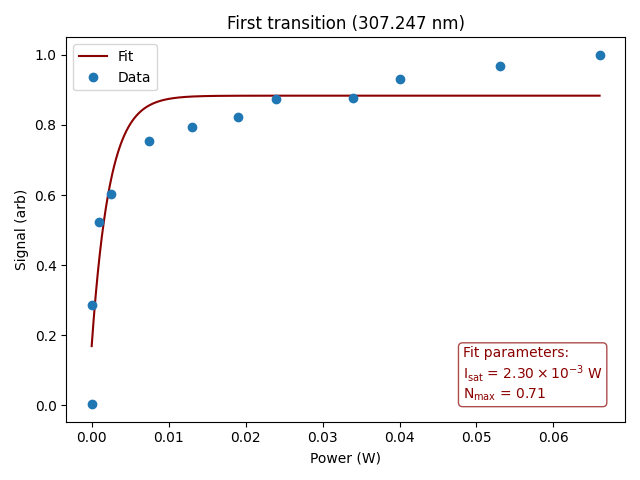 First transition (307.247 nm)
Fit
Data
1.0
0.8
0.6
0.4
0.2
0.0
Signal (arb)
Fit parameters:
I_sat = 2.30 × 10⁻³ W
N_max = 0.71
0.00 0.01 0.02 0.03 0.04 0.05 0.06
Power (W)